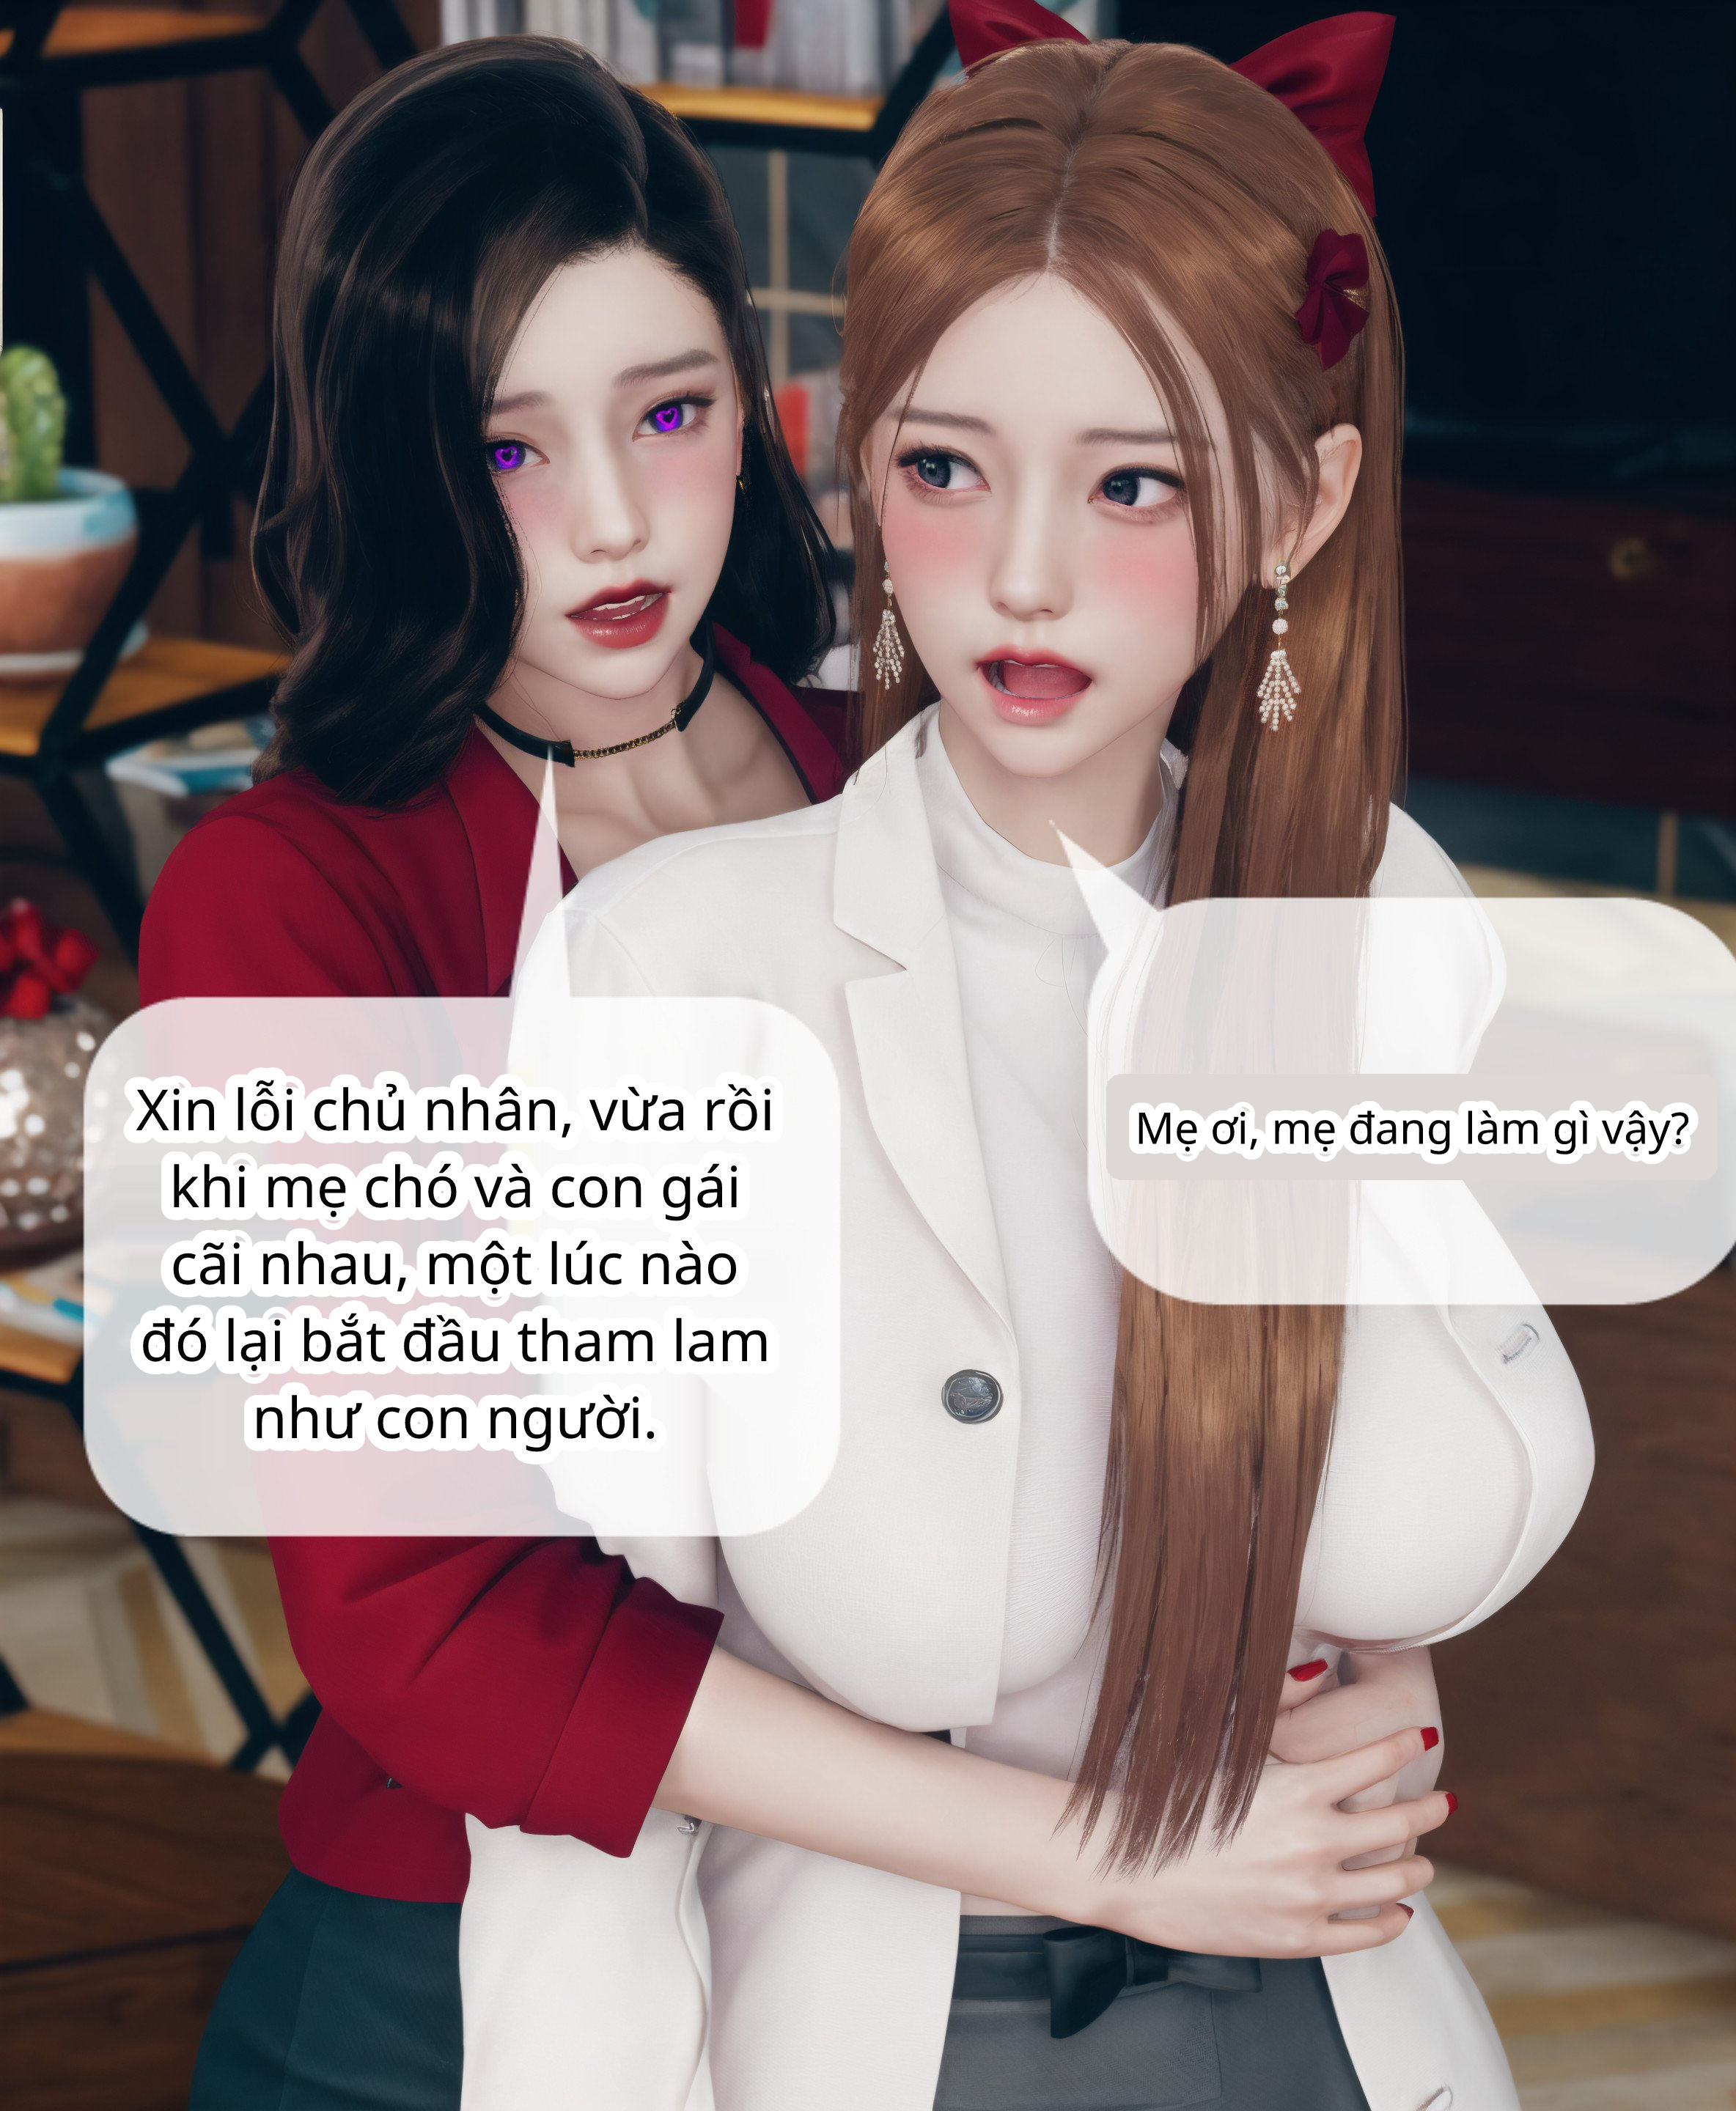 Xin lỗi chủ nhân, vừa rồi
khi mẹ chó và con gái
cãi nhau, một lúc nào
đó lại bắt đầu tham lam
như con người.
Mẹ ơi, mẹ đang làm gì vậy?